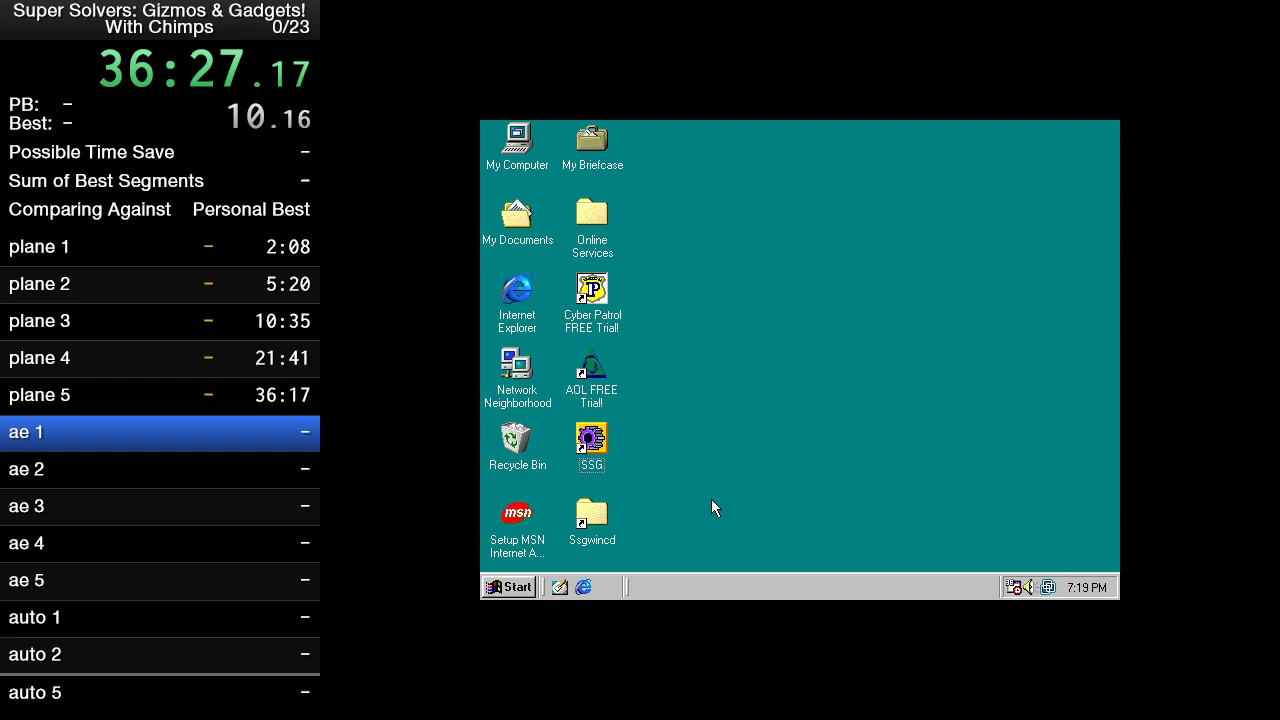 Super Solvers: Gizmos & Gadgets!
With Chimps 0/23
36:27.17
PB: -
10.16
Best: -
Possible Time Save -
Sum of Best Segments -
Comparing Against Personal Best
plane 1 - 2:08
plane 2 - 5:20
plane 3 - 10:35
plane 4 - 21:41
plane 5 - 36:17
ae 1 -
ae 2 -
ae 3 -
ae 4 -
ae 5 -
auto 1 -
auto 2 -
auto 5 -
My Computer
My Briefcase
My Documents
Online
Services
Internet
Explorer
Cyber Patrol
FREE Trial!
Network
Neighborhood
AOL FREE
Trial!
Recycle Bin
SSG
msn
Setup MSN
Internet A...
Ssgwincd
Start
7:19 PM